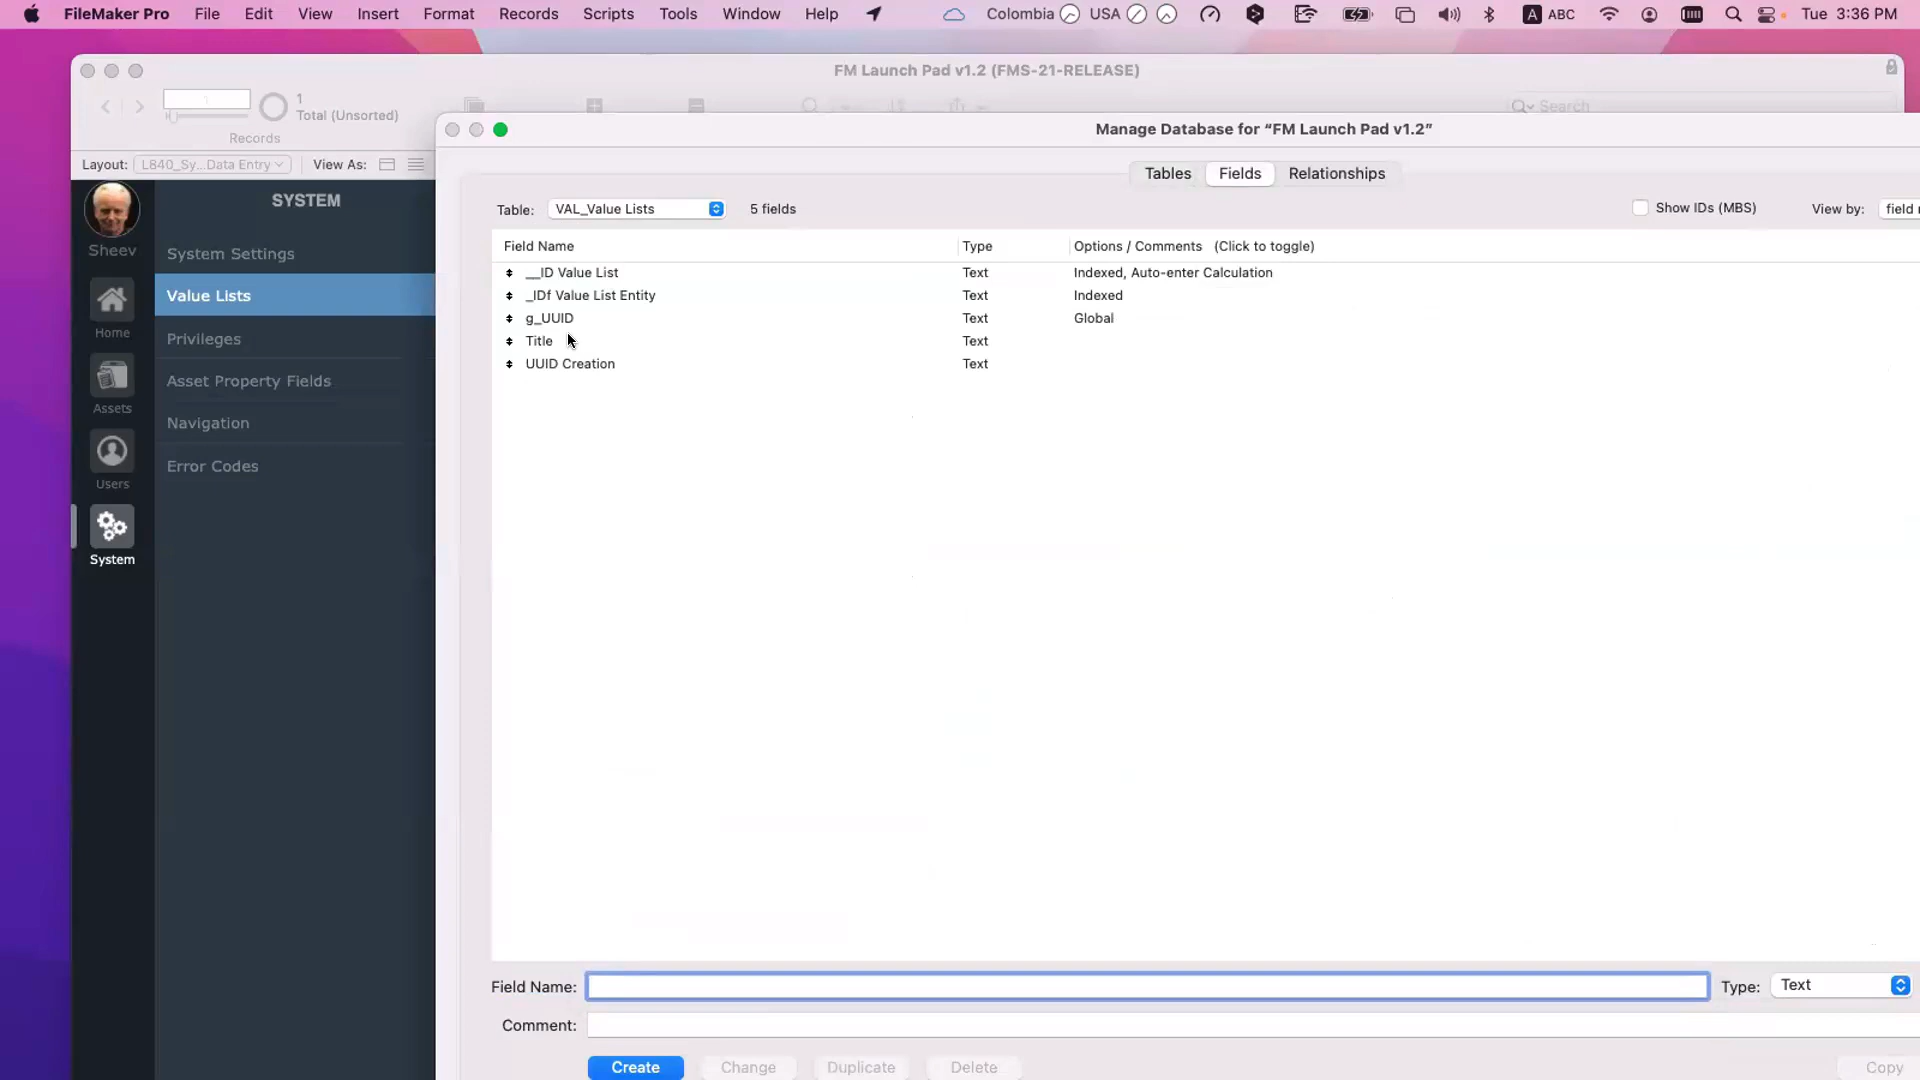 FileMaker Pro File Edit View Insert Format Records Scripts Tools Window Help Colombia USA A ABC Tue 3:36 PM
FM Launch Pad v1.2 (FMS-21-RELEASE)
1
1
Total (Unsorted)
Records
Search
Manage Database for “FM Launch Pad v1.2”
Layout: L840_Sy...Data Entry View As:
Tables Fields Relationships
Sheev
Home
Assets
Users
System
SYSTEM
System Settings
Value Lists
Privileges
Asset Property Fields
Navigation
Error Codes
Table: VAL_Value Lists 5 fields Show IDs (MBS) View by: field
Field Name Type Options / Comments (Click to toggle)
__ID Value List Text Indexed, Auto-enter Calculation
_IDf Value List Entity Text Indexed
g_UUID Text Global
Title Text
UUID Creation Text
Field Name: Type: Text
Comment:
Create Change Duplicate Delete Copy